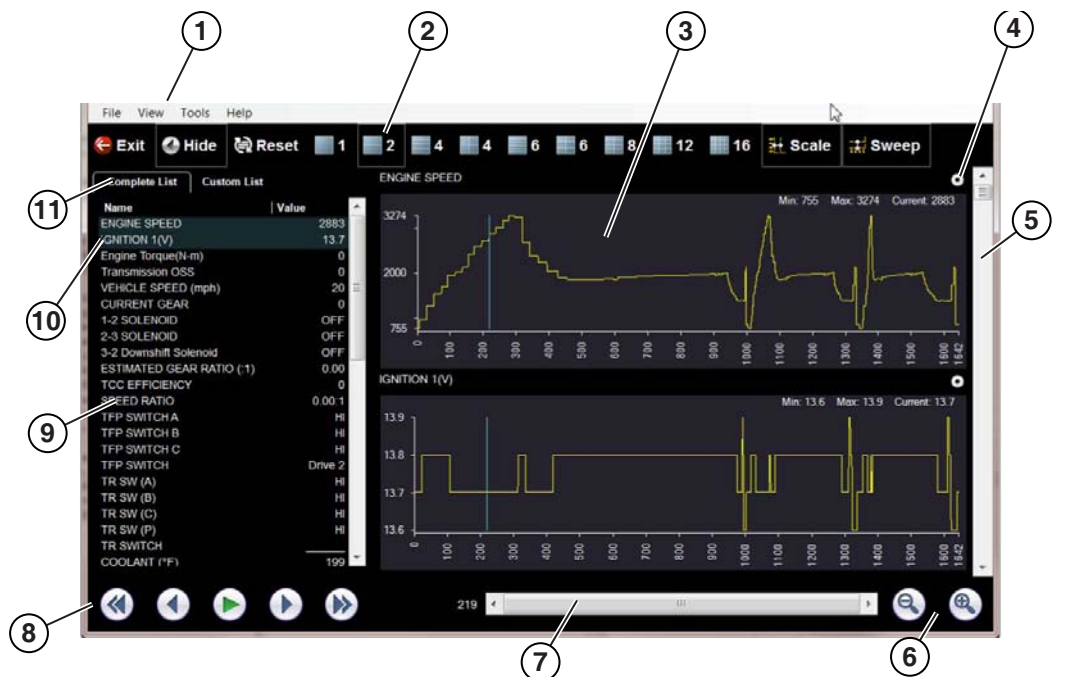 1
2
3
4
File View Tools Help
Exit Hide Reset 1 2 4 4 6 6 8 12 16 Scale Sweep
Complete List Custom List
11
Name Value
ENGINE SPEED 2883
IGNITION 1(V) 13.7
Engine Torque(N-m) 0
Transmission OSS 0
VEHICLE SPEED (mph) 20
CURRENT GEAR 0
1-2 SOLENOID OFF
2-3 SOLENOID OFF
3-2 Downshift Solenoid OFF
ESTIMATED GEAR RATIO (:1) 0.00
TCC EFFICIENCY 0
SPEED RATIO 0.00:1
TFP SWITCH A HI
TFP SWITCH B HI
TFP SWITCH C HI
TFP SWITCH Drive 2
TR SW (A) HI
TR SW (B) HI
TR SW (C) HI
TR SW (P) HI
TR SWITCH
COOLANT (°F) 199
10
9
ENGINE SPEED
Min: 755 Max: 3274 Current: 2883
3274
2000
755
0 100 200 300 400 500 600 700 800 900 1000 1100 1200 1300 1400 1500 1600 1642
5
IGNITION 1(V)
Min: 13.6 Max: 13.9 Current: 13.7
13.9
13.8
13.7
13.6
0 100 200 300 400 500 600 700 800 900 1000 1100 1200 1300 1400 1500 1600 1642
219
8
7
6